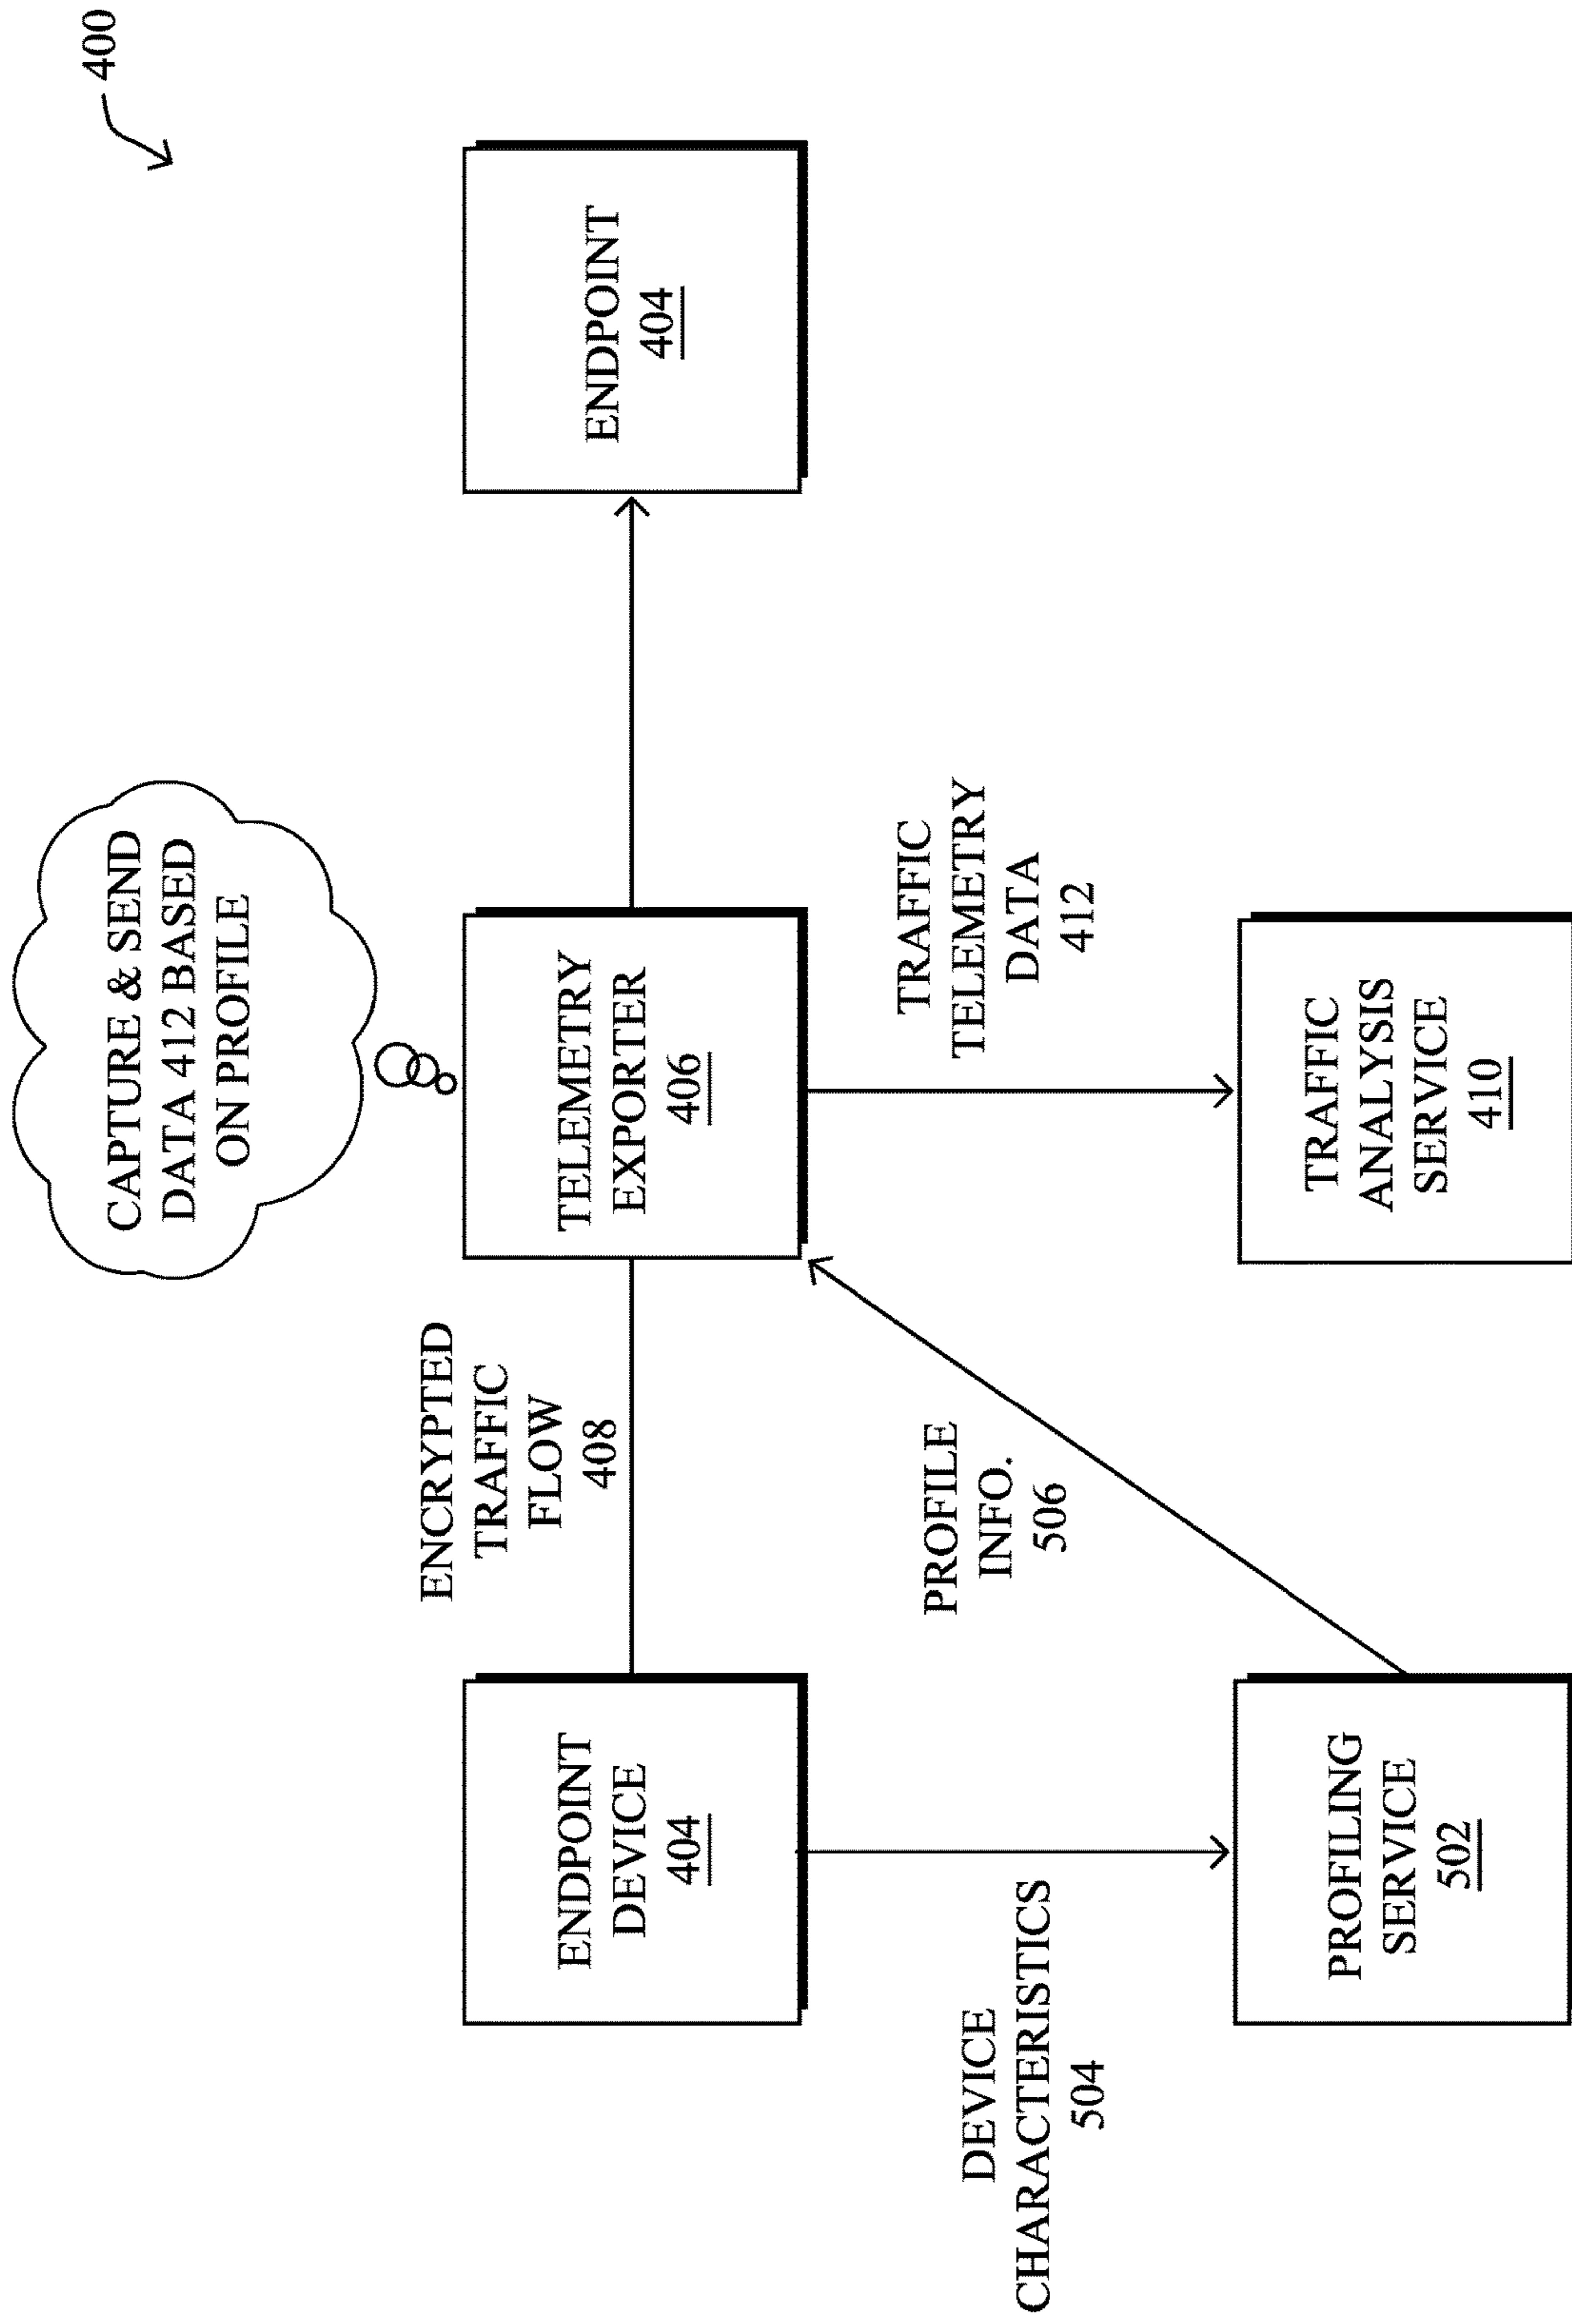 400
CAPTURE & SEND
DATA 412 BASED
ON PROFILE
ENDPOINT
DEVICE
404
ENCRYPTED
TRAFFIC
FLOW
408
TELEMETRY
EXPORTER
406
ENDPOINT
404
DEVICE
CHARACTERISTICS
504
PROFILE
INFO.
506
TRAFFIC
TELEMETRY
DATA
412
PROFILING
SERVICE
502
TRAFFIC
ANALYSIS
SERVICE
410